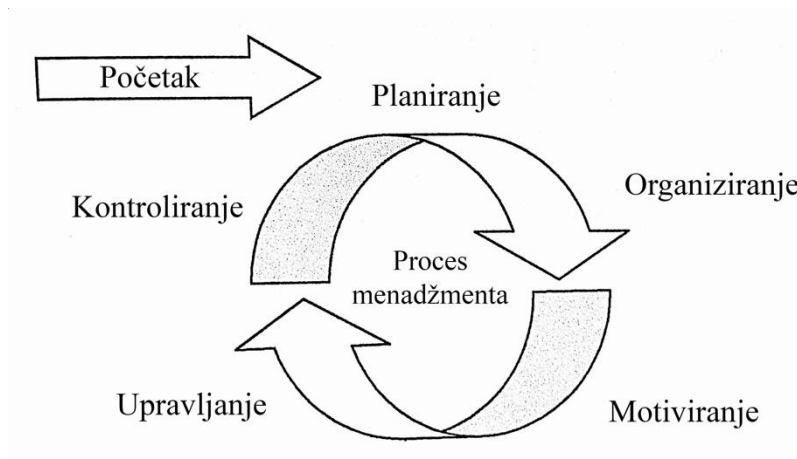 Početak
Planiranje
Organiziranje
Kontroliranje
Proces
menadžmenta
Upravljanje
Motiviranje